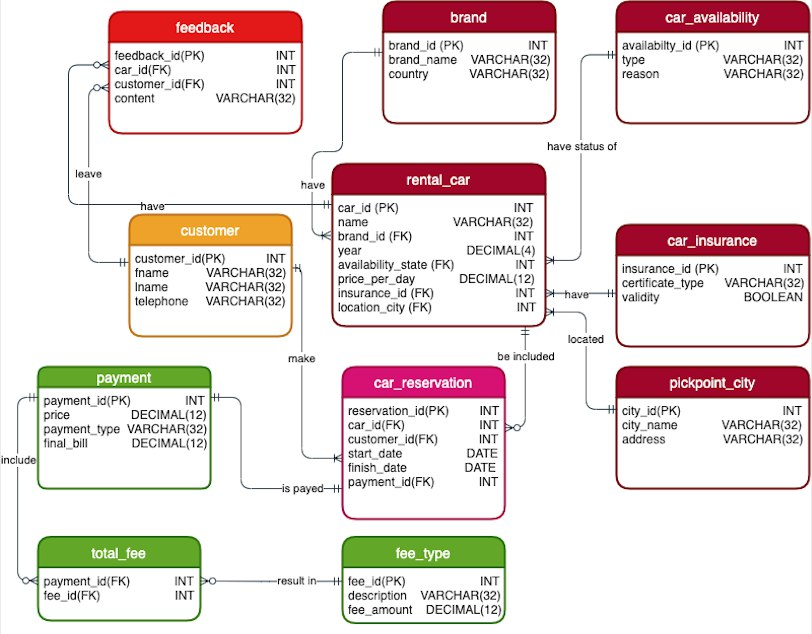 feedback
feedback_id(PK) INT
car_id(FK) INT
customer_id(FK) INT
content VARCHAR(32)
brand
brand_id (PK) INT
brand_name VARCHAR(32)
country VARCHAR(32)
car_availability
availabilty_id (PK) INT
type VARCHAR(32)
reason VARCHAR(32)
have status of
leave
have
have
rental_car
car_id (PK) INT
name VARCHAR(32)
brand_id (FK) INT
year DECIMAL(4)
availability_state (FK) INT
price_per_day DECIMAL(12)
insurance_id (FK) INT
location_city (FK) INT
customer
customer_id(PK) INT
fname VARCHAR(32)
lname VARCHAR(32)
telephone VARCHAR(32)
car_insurance
insurance_id (PK) INT
certificate_type VARCHAR(32)
validity BOOLEAN
have
located
be included
make
payment
payment_id(PK) INT
price DECIMAL(12)
payment_type VARCHAR(32)
final_bill DECIMAL(12)
car_reservation
reservation_id(PK) INT
car_id(FK) INT
customer_id(FK) INT
start_date DATE
finish_date DATE
payment_id(FK) INT
pickpoint_city
city_id(PK) INT
city_name VARCHAR(32)
address VARCHAR(32)
include
is payed
total_fee
payment_id(FK) INT
fee_id(FK) INT
result in
fee_type
fee_id(PK) INT
description VARCHAR(32)
fee_amount DECIMAL(12)